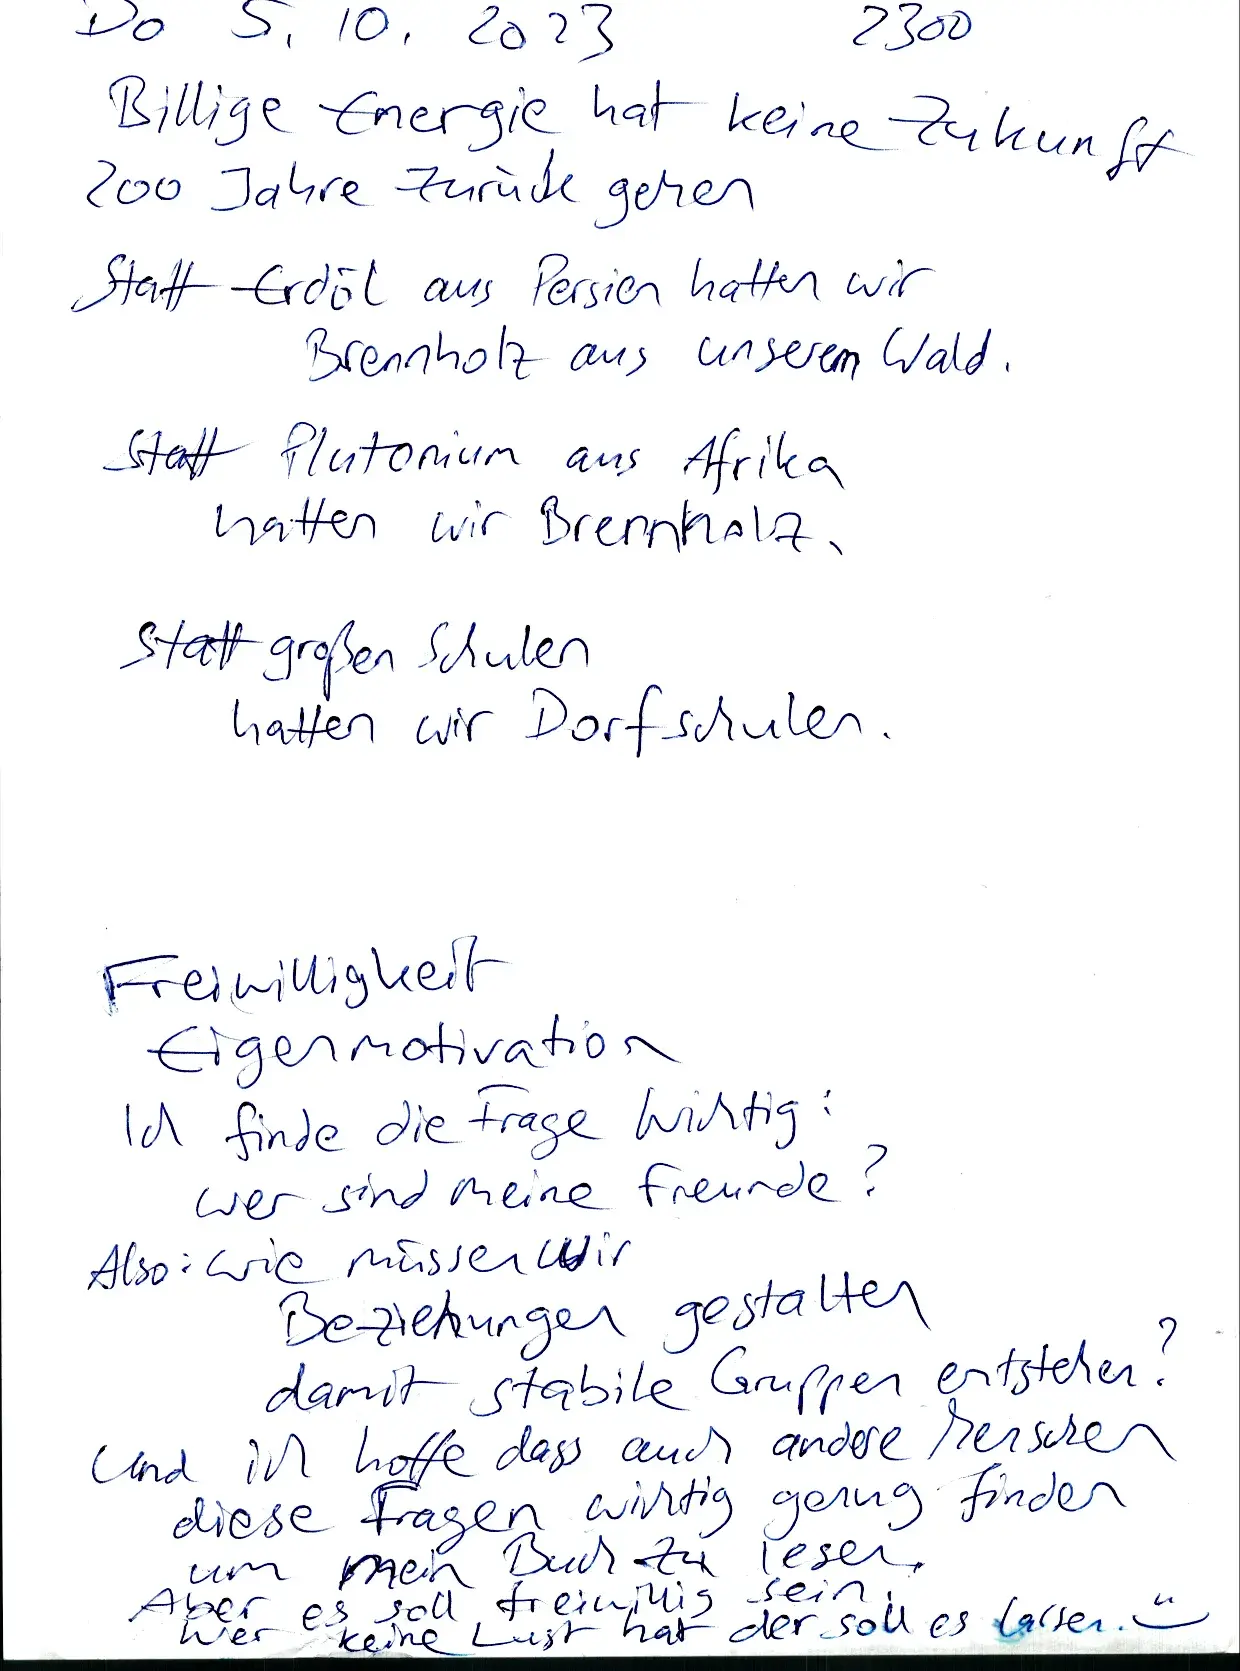 Do 5. 10. 2023 2300
Billige Energie hat keine Zukunft
200 Jahre zurück gehen
Statt Erdöl aus Persien hatten wir
Brennholz aus unserem Wald.
Statt Plutonium aus Afrika
hatten wir Brennholz.
Statt großen Schulen
hatten wir Dorfschulen.
Freiwilligkeit
Eigenmotivation
Ich finde die Frage wichtig:
wer sind meine Freunde?
Also: wie müssen wir
Beziehungen gestalten
damit stabile Gruppen entstehen?
Und ich hoffe dass auch andere Menschen
diese Fragen wichtig genug finden
um mein Buch zu lesen.
Aber es soll freiwillig sein.
Wer keine Lust hat der soll es lassen.